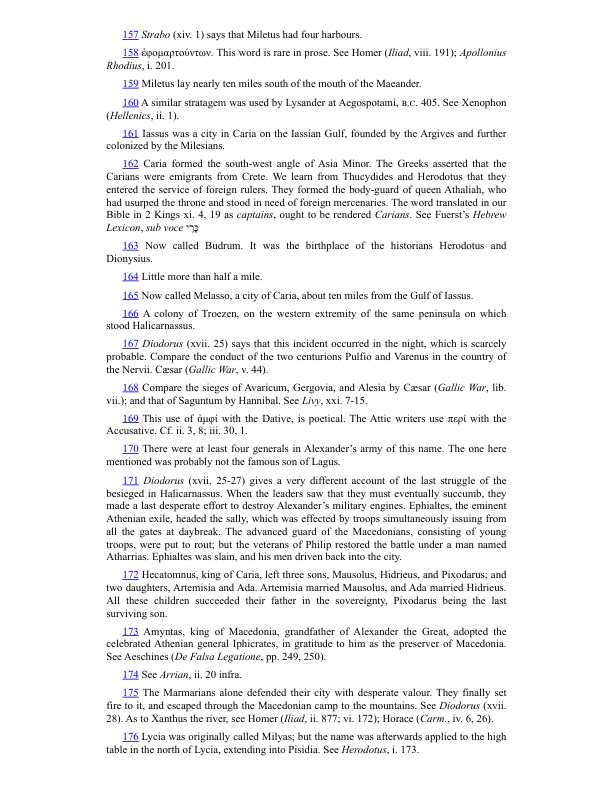 157 Strabo (xiv. 1) says that Miletus had four harbours.
158 ἐφομαρτούντων. This word is rare in prose. See Homer (Iliad, viii. 191); Apollonius
Rhodius, i. 201.
159 Miletus lay nearly ten miles south of the mouth of the Maeander.
160 A similar stratagem was used by Lysander at Aegospotami, B.C. 405. See Xenophon
(Hellenics, ii. 1).
161 Iassus was a city in Caria on the Iassian Gulf, founded by the Argives and further
colonized by the Milesians.
162 Caria formed the south-west angle of Asia Minor. The Greeks asserted that the
Carians were emigrants from Crete. We learn from Thucydides and Herodotus that they
entered the service of foreign rulers. They formed the body-guard of queen Athaliah, who
had usurped the throne and stood in need of foreign mercenaries. The word translated in our
Bible in 2 Kings xi. 4, 19 as captains, ought to be rendered Carians. See Fuerst’s Hebrew
Lexicon, sub voce כָּרִי
163 Now called Budrum. It was the birthplace of the historians Herodotus and
Dionysius.
164 Little more than half a mile.
165 Now called Melasso, a city of Caria, about ten miles from the Gulf of Iassus.
166 A colony of Troezen, on the western extremity of the same peninsula on which
stood Halicarnassus.
167 Diodorus (xvii. 25) says that this incident occurred in the night, which is scarcely
probable. Compare the conduct of the two centurions Pulfio and Varenus in the country of
the Nervii. Cæsar (Gallic War, v. 44).
168 Compare the sieges of Avaricum, Gergovia, and Alesia by Cæsar (Gallic War, lib.
vii.); and that of Saguntum by Hannibal. See Livy, xxi. 7-15.
169 This use of ἀμφί with the Dative, is poetical. The Attic writers use περί with the
Accusative. Cf. ii. 3, 8; iii. 30, 1.
170 There were at least four generals in Alexander’s army of this name. The one here
mentioned was probably not the famous son of Lagus.
171 Diodorus (xvii. 25-27) gives a very different account of the last struggle of the
besieged in Halicarnassus. When the leaders saw that they must eventually succumb, they
made a last desperate effort to destroy Alexander’s military engines. Ephialtes, the eminent
Athenian exile, headed the sally, which was effected by troops simultaneously issuing from
all the gates at daybreak. The advanced guard of the Macedonians, consisting of young
troops, were put to rout; but the veterans of Philip restored the battle under a man named
Atharrias. Ephialtes was slain, and his men driven back into the city.
172 Hecatomnus, king of Caria, left three sons, Mausolus, Hidrieus, and Pixodarus; and
two daughters, Artemisia and Ada. Artemisia married Mausolus, and Ada married Hidrieus.
All these children succeeded their father in the sovereignty, Pixodarus being the last
surviving son.
173 Amyntas, king of Macedonia, grandfather of Alexander the Great, adopted the
celebrated Athenian general Iphicrates, in gratitude to him as the preserver of Macedonia.
See Aeschines (De Falsa Legatione, pp. 249, 250).
174 See Arrian, ii. 20 infra.
175 The Marmarians alone defended their city with desperate valour. They finally set
fire to it, and escaped through the Macedonian camp to the mountains. See Diodorus (xvii.
28). As to Xanthus the river, see Homer (Iliad, ii. 877; vi. 172); Horace (Carm., iv. 6, 26).
176 Lycia was originally called Milyas; but the name was afterwards applied to the high
table in the north of Lycia, extending into Pisidia. See Herodotus, i. 173.